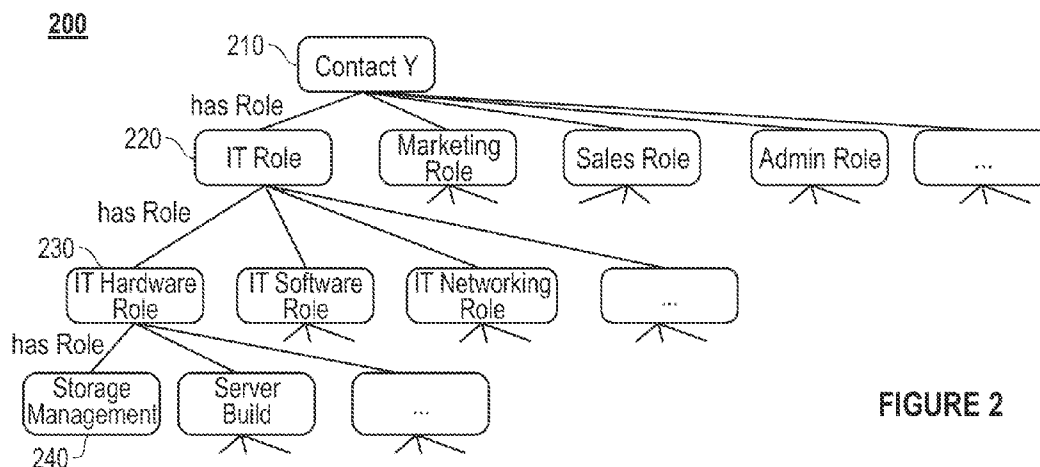 200
210
Contact Y
has Role
220
IT Role
Marketing
Role
Sales Role
Admin Role
...
has Role
230
IT Hardware
Role
IT Software
Role
IT Networking
Role
...
has Role
Storage
Management
Server
Build
...
240
FIGURE 2